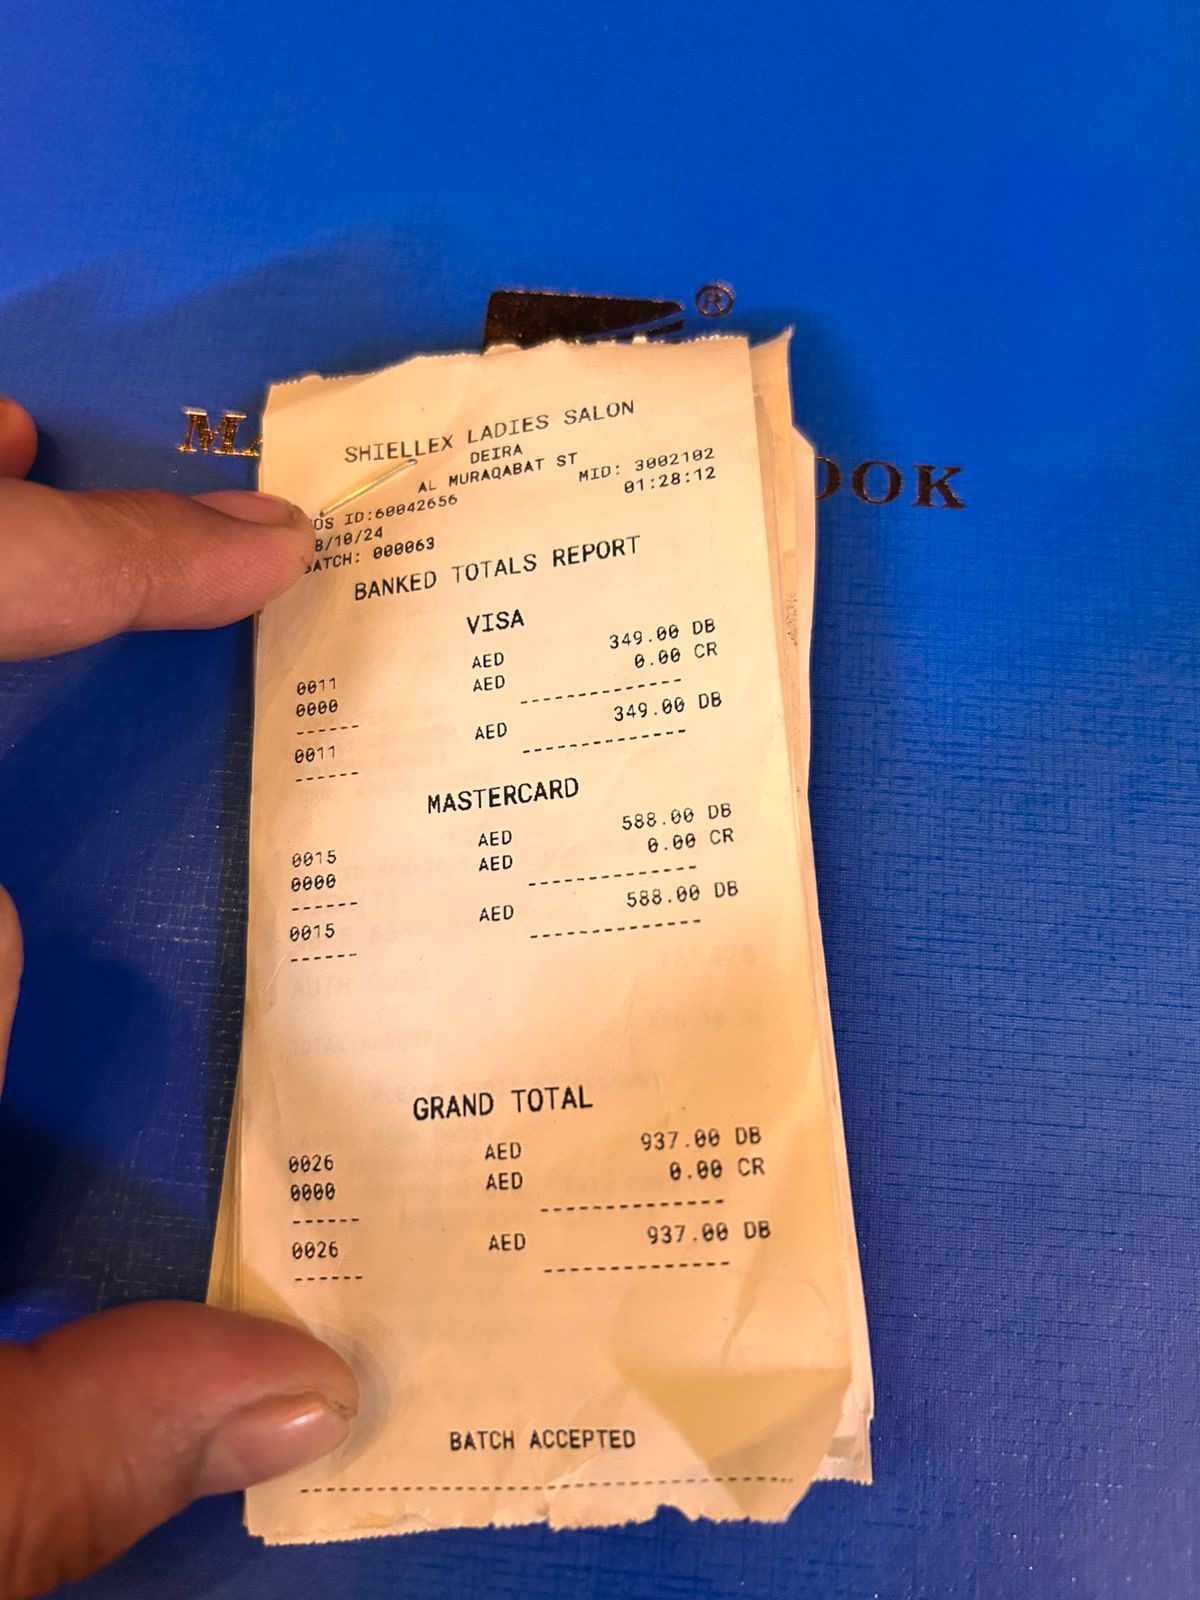 ®
SHIELLEX LADIES SALON
DEIRA
AL MURAQABAT ST
OS ID:60042656 MID: 3002102
8/10/24 01:28:12
BATCH: 000063
BANKED TOTALS REPORT
VISA
0011 AED 349.00 DB
0000 AED 0.00 CR
------ --------------
0011 AED 349.00 DB
------ --------------
MASTERCARD
0015 AED 588.00 DB
0000 AED 0.00 CR
------ --------------
0015 AED 588.00 DB
------ --------------
GRAND TOTAL
0026 AED 937.00 DB
0000 AED 0.00 CR
------ --------------
0026 AED 937.00 DB
------ --------------
BATCH ACCEPTED